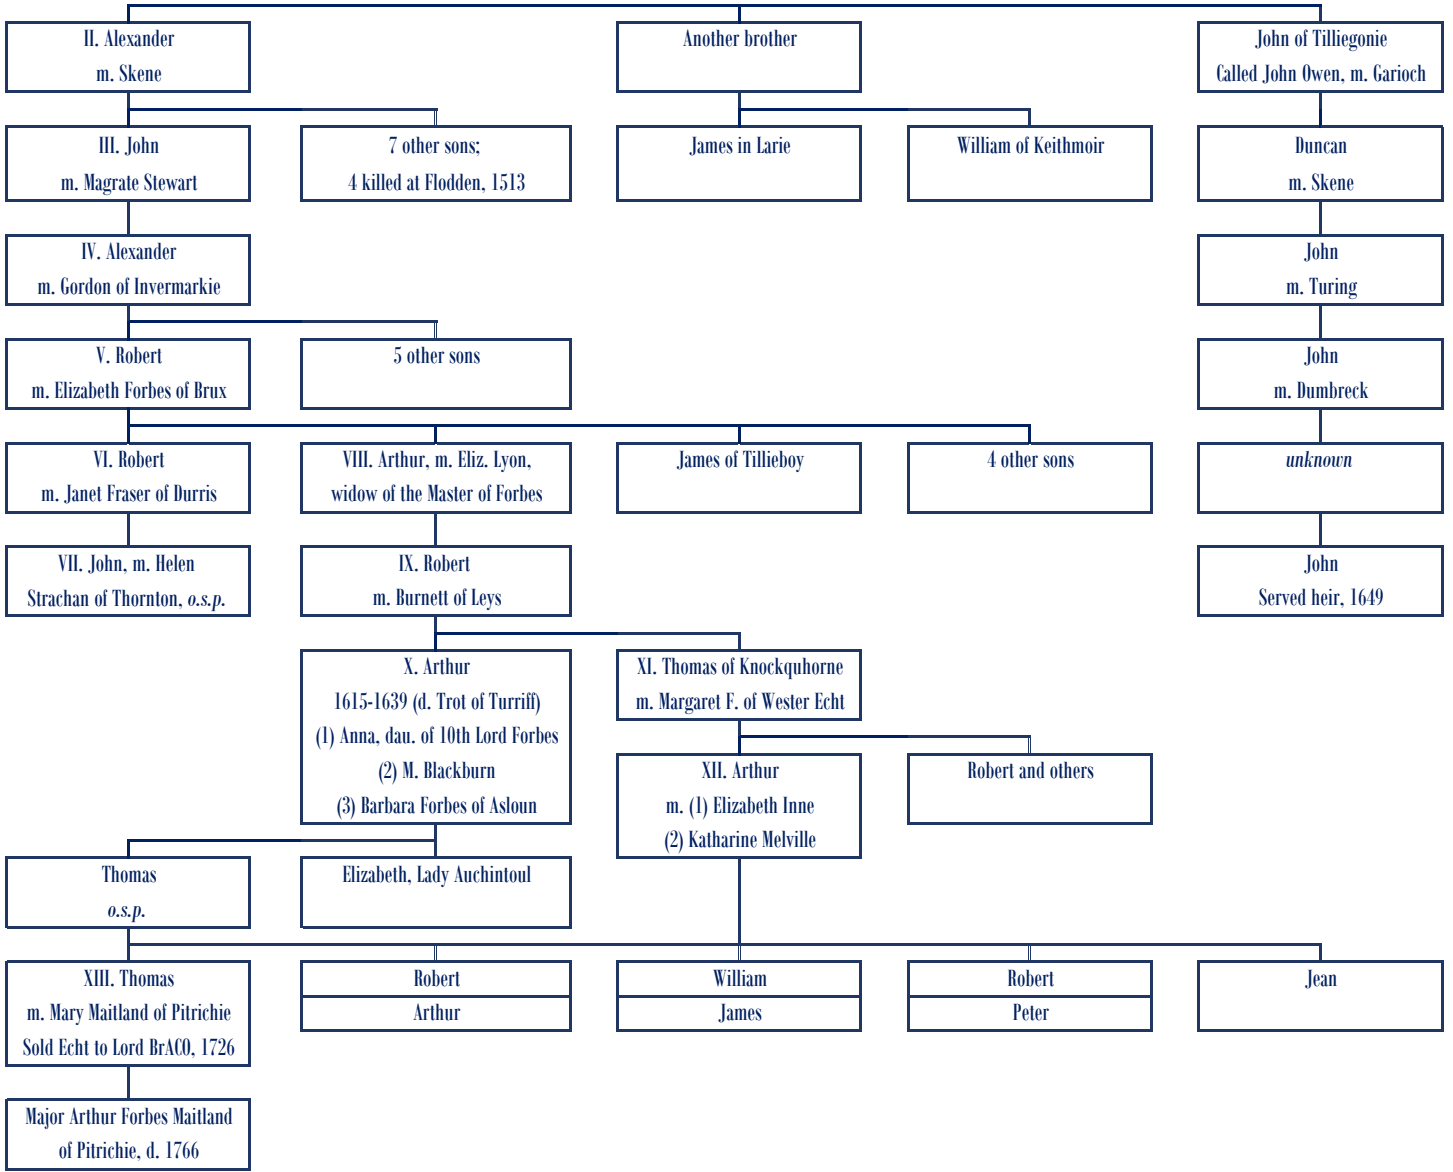 II. Alexander
m. Skene
Another brother
John of Tilliegonie
Called John Owen, m. Garioch
III. John
m. Magrate Stewart
7 other sons;
4 killed at Flodden, 1513
James in Larie
William of Keithmoir
Duncan
m. Skene
IV. Alexander
m. Gordon of Invermarkie
John
m. Turing
V. Robert
m. Elizabeth Forbes of Brux
5 other sons
John
m. Dumbreck
VI. Robert
m. Janet Fraser of Durris
VIII. Arthur, m. Eliz. Lyon,
widow of the Master of Forbes
James of Tillieboy
4 other sons
unknown
VII. John, m. Helen
Strachan of Thornton, o.s.p.
IX. Robert
m. Burnett of Leys
John
Served heir, 1649
X. Arthur
1615-1639 (d. Trot of Turriff)
(1) Anna, dau. of 10th Lord Forbes
(2) M. Blackburn
(3) Barbara Forbes of Asloun
XI. Thomas of Knockquhorne
m. Margaret F. of Wester Echt
XII. Arthur
m. (1) Elizabeth Inne
(2) Katharine Melville
Robert and others
Thomas
o.s.p.
Elizabeth, Lady Auchintoul
XIII. Thomas
m. Mary Maitland of Pitrichie
Sold Echt to Lord BrACO, 1726
Robert
Arthur
William
James
Robert
Peter
Jean
Major Arthur Forbes Maitland
of Pitrichie, d. 1766